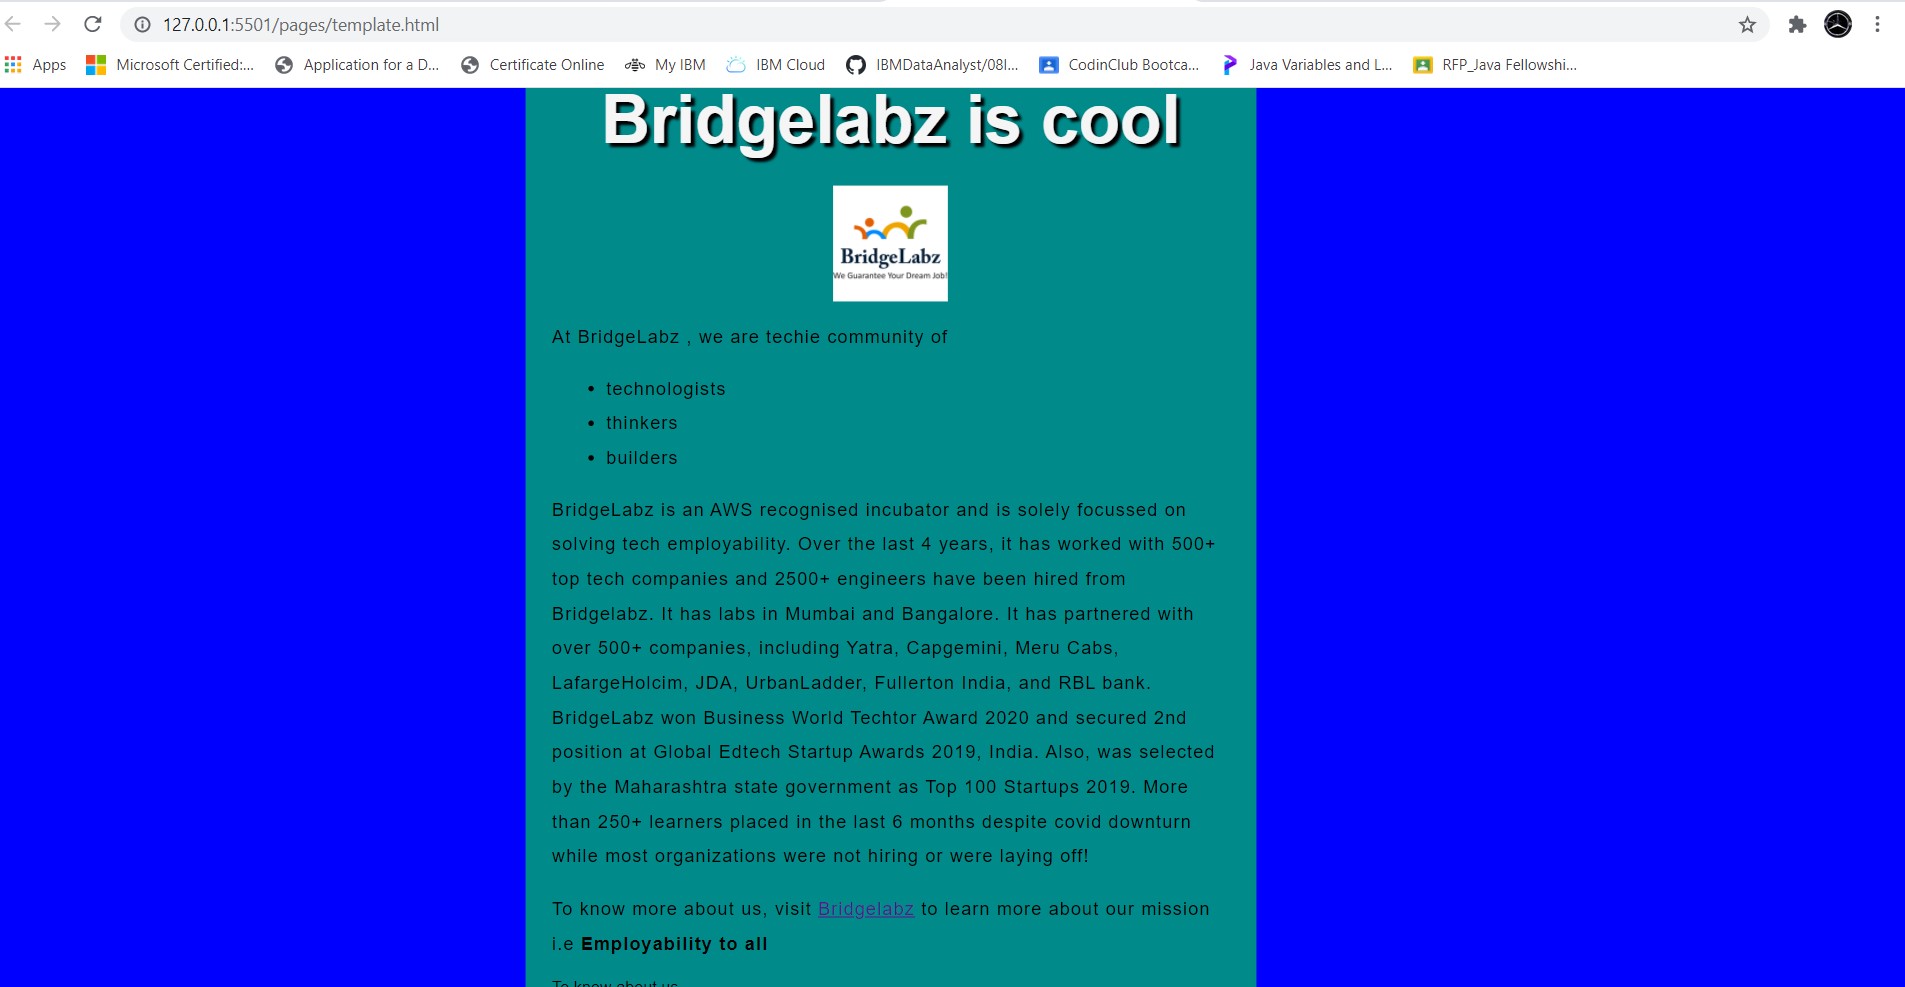 127.0.0.1:5501/pages/template.html
Apps Microsoft Certified:... Application for a D... Certificate Online My IBM IBM Cloud IBMDataAnalyst/08l... CodinClub Bootca... Java Variables and L... RFP_Java Fellowshi...
Bridgelabz is cool
BridgeLabz
We Guarantee Your Dream Job!
At BridgeLabz , we are techie community of
• technologists
• thinkers
• builders
BridgeLabz is an AWS recognised incubator and is solely focussed on
solving tech employability. Over the last 4 years, it has worked with 500+
top tech companies and 2500+ engineers have been hired from
Bridgelabz. It has labs in Mumbai and Bangalore. It has partnered with
over 500+ companies, including Yatra, Capgemini, Meru Cabs,
LafargeHolcim, JDA, UrbanLadder, Fullerton India, and RBL bank.
BridgeLabz won Business World Techtor Award 2020 and secured 2nd
position at Global Edtech Startup Awards 2019, India. Also, was selected
by the Maharashtra state government as Top 100 Startups 2019. More
than 250+ learners placed in the last 6 months despite covid downturn
while most organizations were not hiring or were laying off!
To know more about us, visit Bridgelabz to learn more about our mission
i.e Employability to all
To know about us